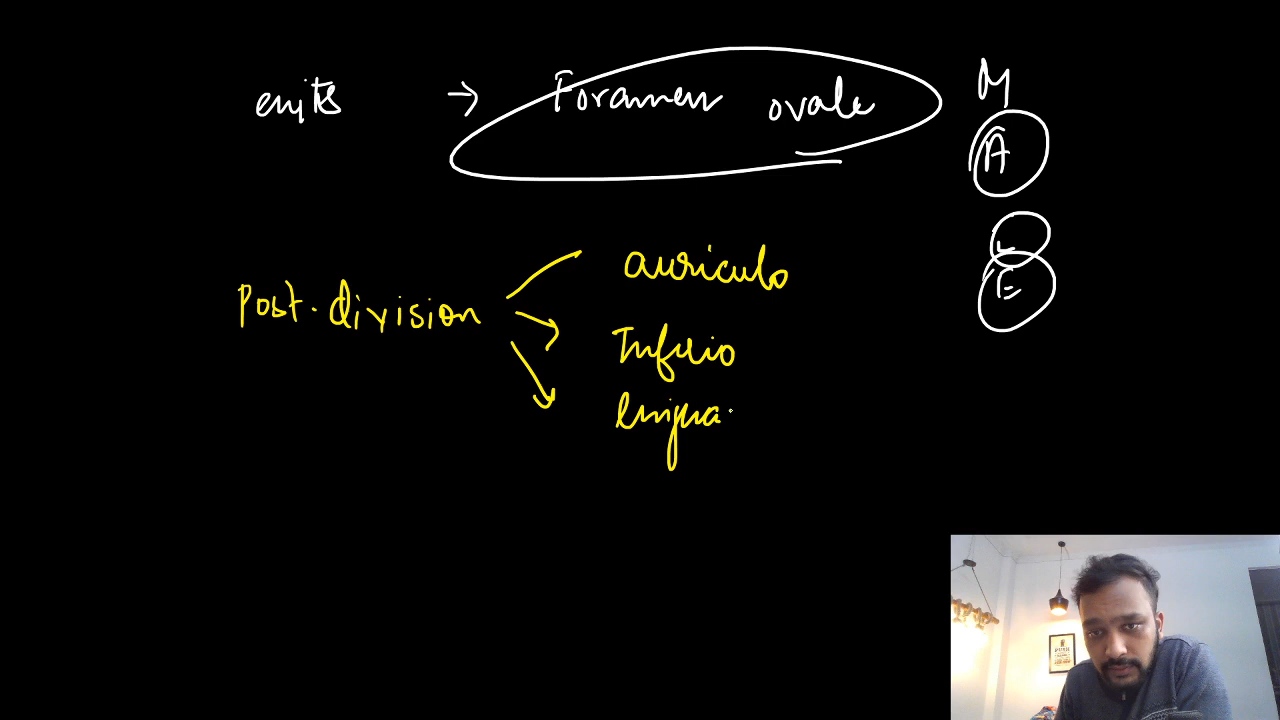 exits → Foramen ovale
M
A
L
E
Post. division
auriculo
Inferio
lingua